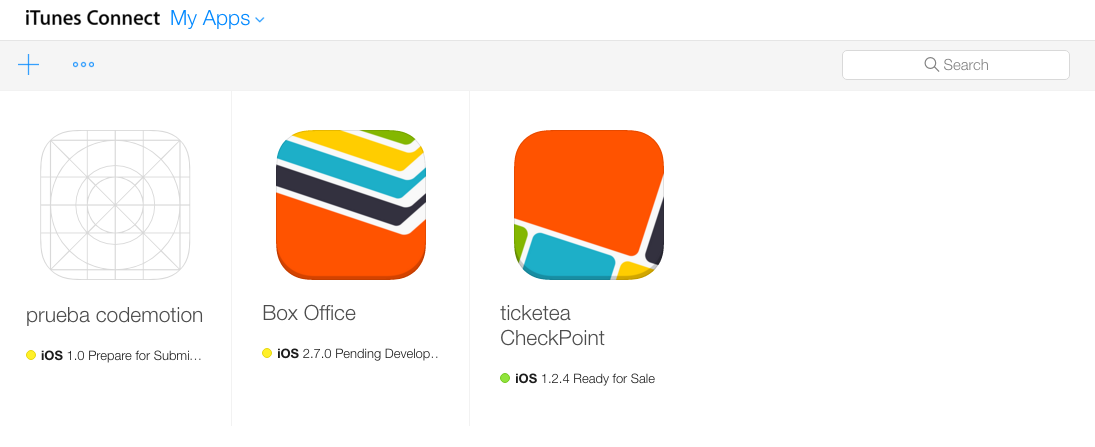 iTunes Connect My Apps
Search
prueba codemotion
iOS 1.0 Prepare for Submi...
Box Office
iOS 2.7.0 Pending Develop..
ticketea
CheckPoint
iOS 1.2.4 Ready for Sale